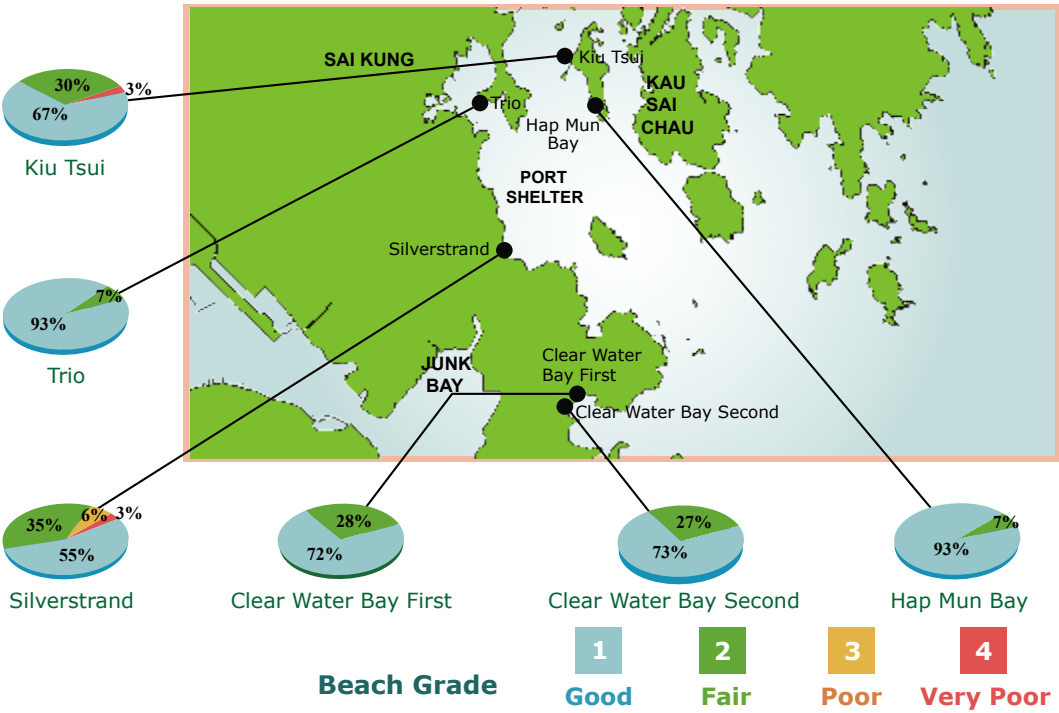 SAI KUNG
Kiu Tsui
KAU
SAI
CHAU
Trio
Hap Mun
Bay
PORT
SHELTER
Silverstrand
JUNK
BAY
Clear Water
Bay First
Clear Water Bay Second
30%
3%
67%
Kiu Tsui
7%
93%
Trio
35%
6%
3%
55%
Silverstrand
28%
72%
Clear Water Bay First
27%
73%
Clear Water Bay Second
7%
93%
Hap Mun Bay
Beach Grade
1
Good
2
Fair
3
Poor
4
Very Poor